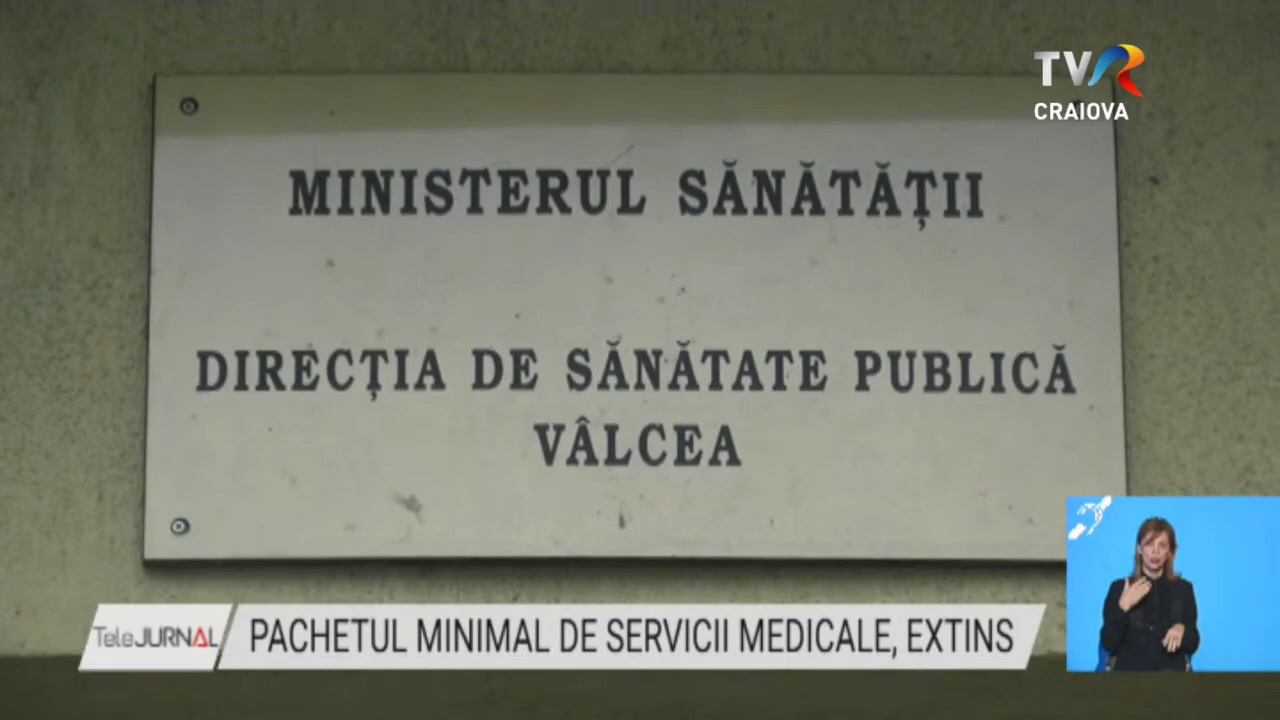 TVR
CRAIOVA
MINISTERUL SĂNĂTĂȚII
DIRECȚIA DE SĂNĂTATE PUBLICĂ
VÂLCEA
TeleJURNAL
PACHETUL MINIMAL DE SERVICII MEDICALE, EXTINS